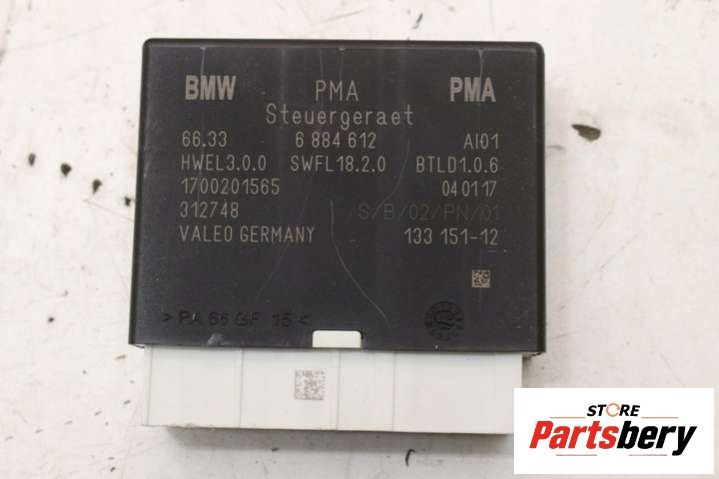 BMW PMA PMA
Steuergeraet
66.33 6 884 612 AI01
HWEL3.0.0 SWFL18.2.0 BTLD1.0.6
1700201565 040117
312748 S/B/02/PN/01
VALEO GERMANY 133 151-12
>PA 66 GF 15<
STORE
Partsbery